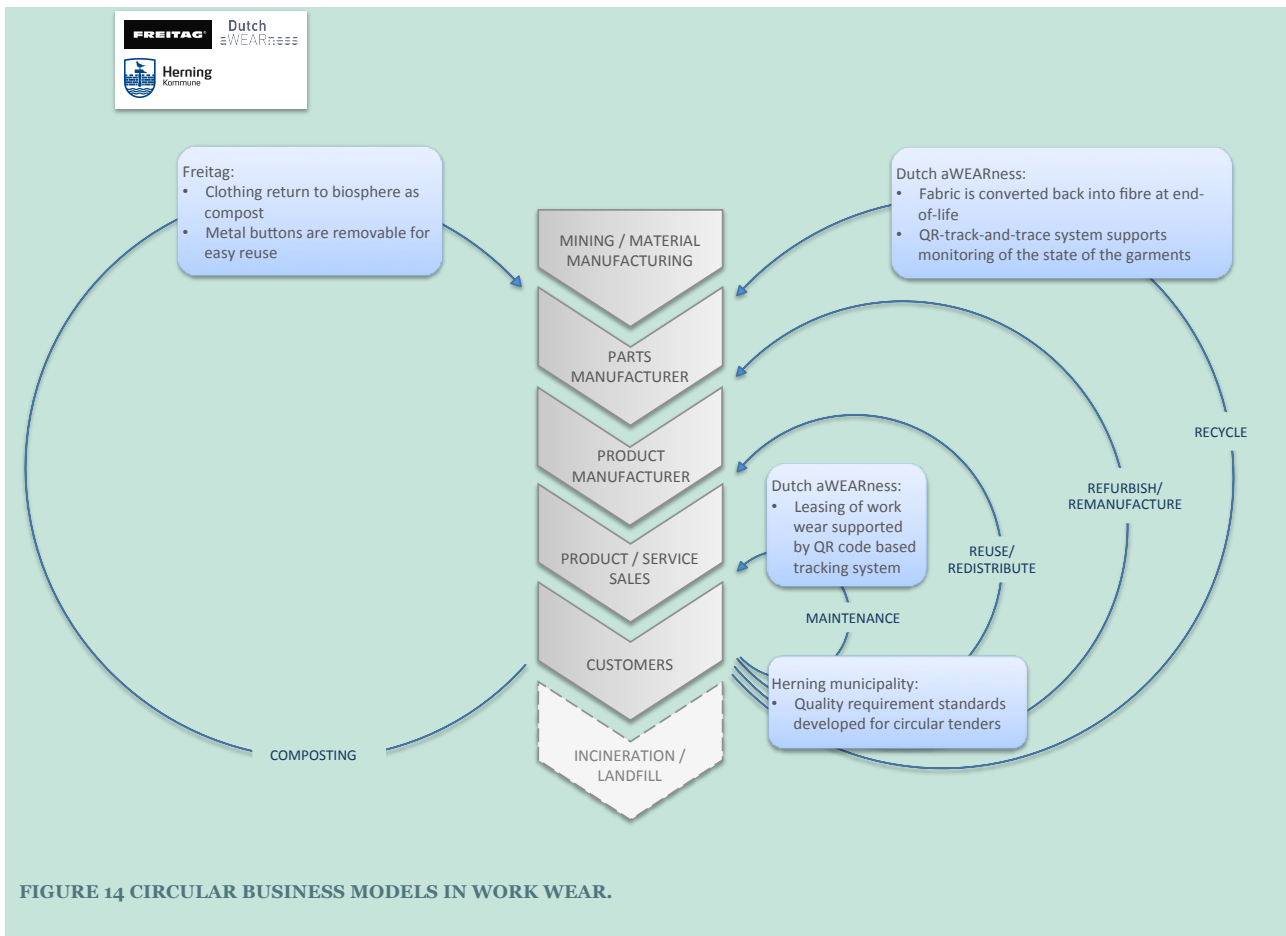 FREITAG®
Dutch
aWEARness
Herning
Kommune
Freitag:
• Clothing return to biosphere as
compost
• Metal buttons are removable for
easy reuse
Dutch aWEARness:
• Fabric is converted back into fibre at end-
of-life
• QR-track-and-trace system supports
monitoring of the state of the garments
MINING / MATERIAL
MANUFACTURING
PARTS
MANUFACTURER
PRODUCT
MANUFACTURER
PRODUCT / SERVICE
SALES
CUSTOMERS
INCINERATION /
LANDFILL
Dutch aWEARness:
• Leasing of work
wear supported
by QR code based
tracking system
RECYCLE
REFURBISH/
REMANUFACTURE
REUSE/
REDISTRIBUTE
MAINTENANCE
Herning municipality:
• Quality requirement standards
developed for circular tenders
COMPOSTING
FIGURE 14 CIRCULAR BUSINESS MODELS IN WORK WEAR.